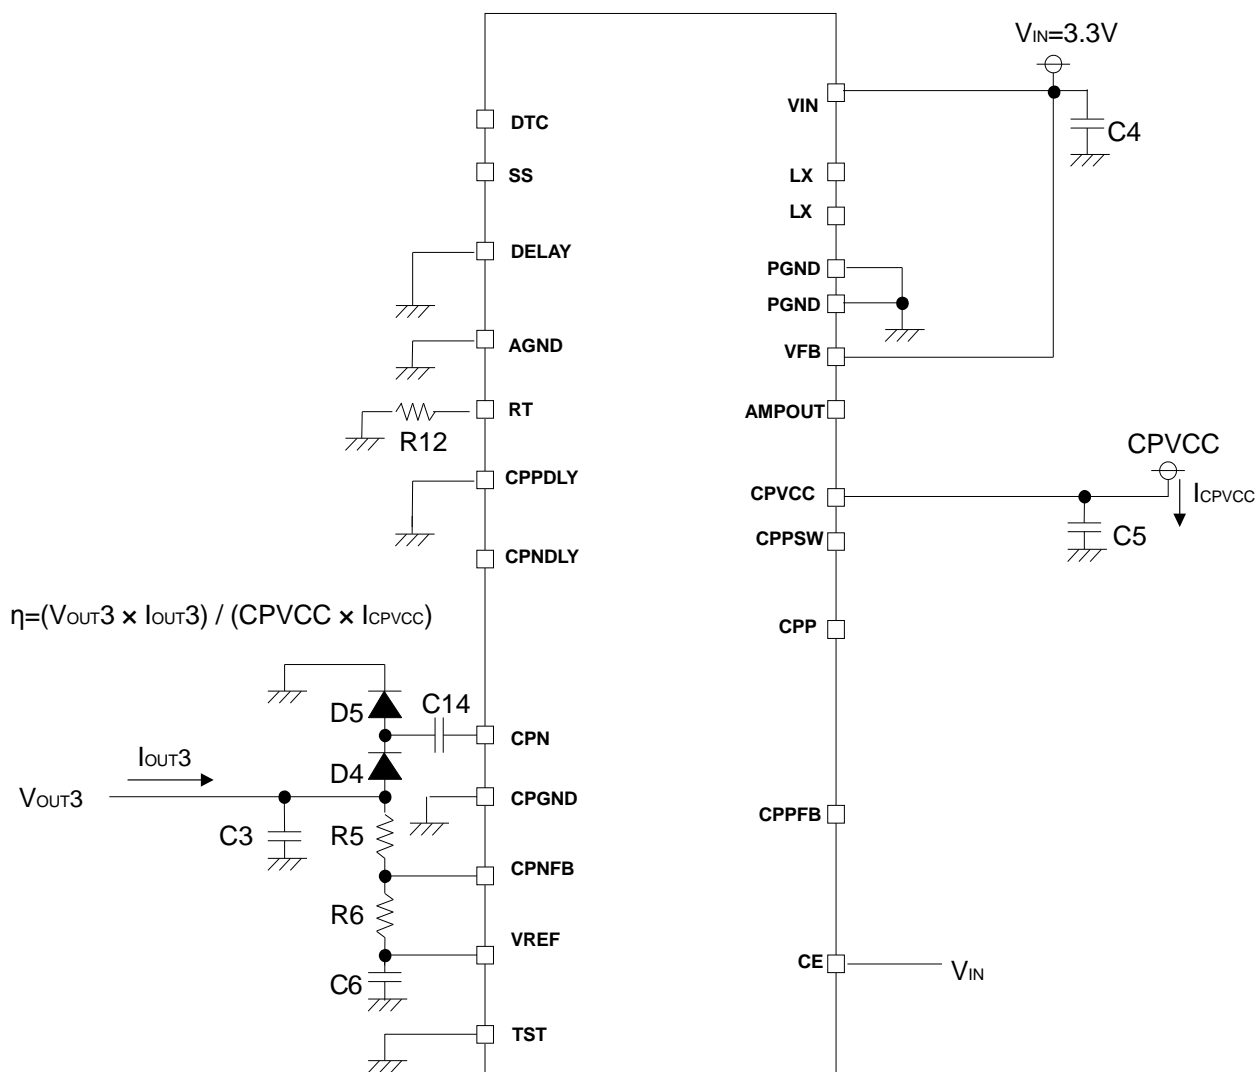 VIN=3.3V
VIN
C4
DTC
SS
LX
LX
DELAY
PGND
PGND
AGND
VFB
RT
R12
AMPOUT
CPVCC
CPPDLY
CPVCC
ICPVCC
C5
CPPSW
CPNDLY
η=(VOUT3 × IOUT3) / (CPVCC × ICPVCC)
CPP
D5
C14
CPN
IOUT3
D4
VOUT3
CPGND
C3
R5
CPPFB
CPNFB
R6
VREF
CE
VIN
C6
TST